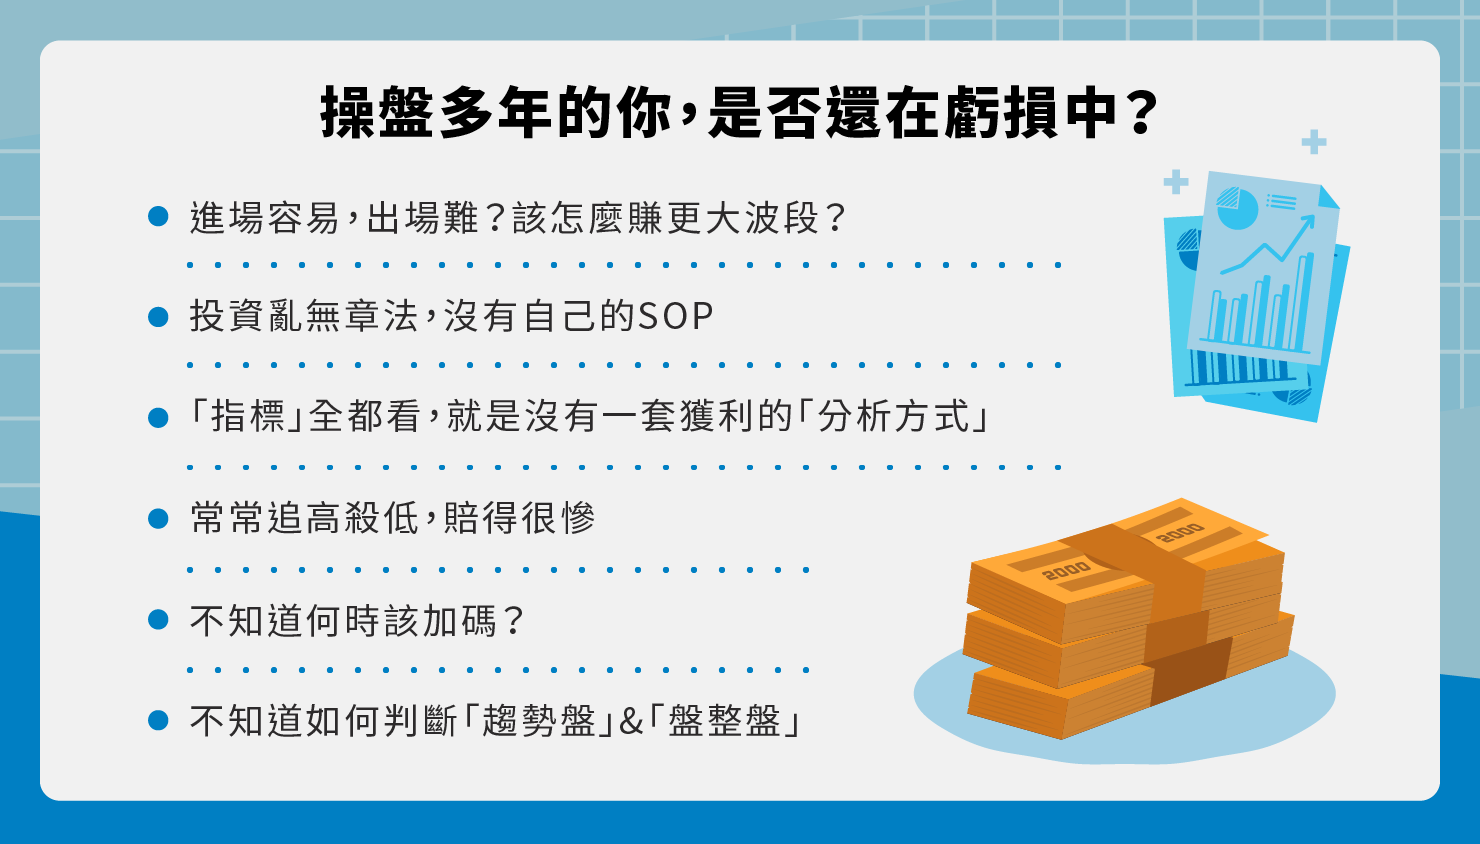 操盤多年的你，是否還在虧損中？
進場容易，出場難？該怎麼賺更大波段？
投資亂無章法，沒有自己的SOP
「指標」全都看，就是沒有一套獲利的「分析方式」
常常追高殺低，賠得很慘
不知道何時該加碼？
不知道如何判斷「趨勢盤」&「盤整盤」
2000
2000